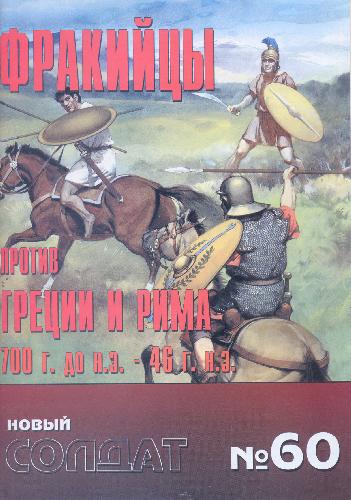 ФРАКИЙЦЫ
ПРОТИВ
ГРЕЦИИ И РИМА
700 г. до н.э. - 46 г. н.э.
НОВЫЙ
СОЛДАТ №60